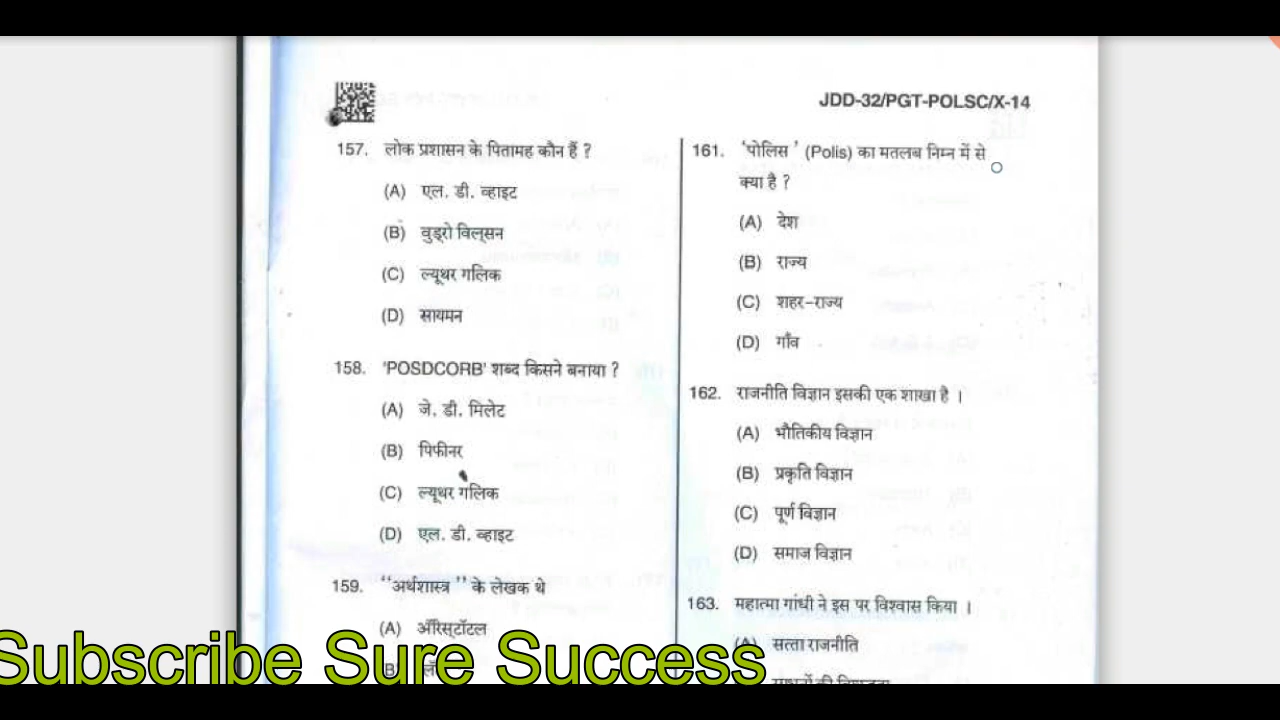 JDD-32/PGT-POLSC/X-14
157. लोक प्रशासन के पितामह कौन हैं ?
(A) एल. डी. व्हाइट
(B) वुड्रो विल्सन
(C) ल्यूथर गलिक
(D) सायमन
158. ‘POSDCORB’ शब्द किसने बनाया ?
(A) जे. डी. मिलेट
(B) पिफीनर
(C) ल्यूथर गलिक
(D) एल. डी. व्हाइट
159. ‘‘अर्थशास्त्र ’’ के लेखक थे
(A) ॲरिस्टॉटल
(B)
161. ‘पोलिस ’ (Polis) का मतलब निम्न में से
क्या है ?
(A) देश
(B) राज्य
(C) शहर-राज्य
(D) गाँव
162. राजनीति विज्ञान इसकी एक शाखा है ।
(A) भौतिकीय विज्ञान
(B) प्रकृति विज्ञान
(C) पूर्ण विज्ञान
(D) समाज विज्ञान
163. महात्मा गांधी ने इस पर विश्वास किया ।
(A) सत्ता राजनीति
Subscribe Sure Success